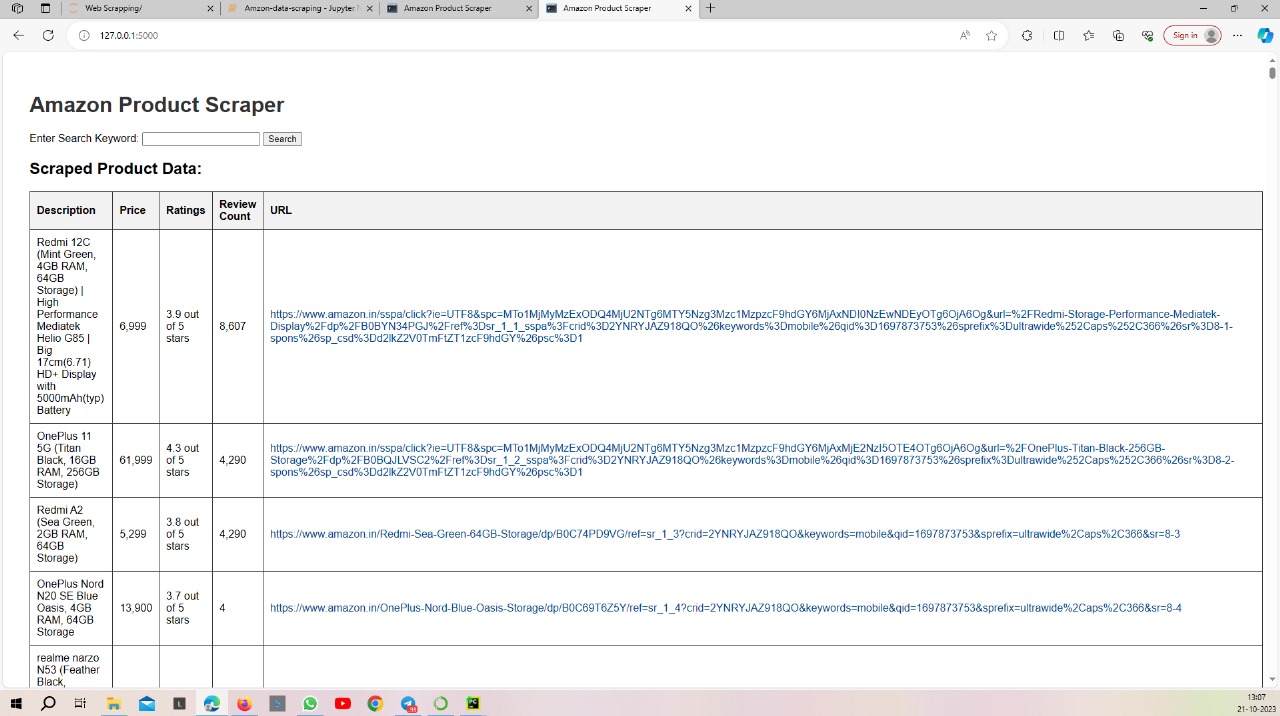 Web Scrapping/
Amzon-data-scraping - Jupyter N
Amazon Product Scraper
Amazon Product Scraper
127.0.0.1:5000
Sign in
Amazon Product Scraper
Enter Search Keyword:
Search
Scraped Product Data:
Description Price Ratings Review Count URL
Redmi 12C
(Mint Green,
4GB RAM,
64GB
Storage) |
High
Performance
Mediatek
Helio G85 |
Big
17cm(6.71)
HD+ Display
with
5000mAh(typ)
Battery
6,999
3.9 out
of 5
stars
8,607
https://www.amazon.in/sspa/click?ie=UTF8&spc=MTo1MjMyMzExODQ4MjU2NTg6MTY5Nzg3Mzc1MzpzcF9hdGY6MjAxNDI0NzEwNDEyOTg6OjA6Og&url=%2FRedmi-Storage-Performance-Mediatek-
Display%2Fdp%2FB0BYN34PGJ%2Fref%3Dsr_1_1_sspa%3Fcrid%3D2YNRYJAZ918QO%26keywords%3Dmobile%26qid%3D1697873753%26sprefix%3Dultrawide%252Caps%252C366%26sr%3D8-1-
spons%26sp_csd%3Dd2lkZ2V0TmFtZT1zcF9hdGY%26psc%3D1
OnePlus 11
5G (Titan
Black, 16GB
RAM, 256GB
Storage)
61,999
4.3 out
of 5
stars
4,290
https://www.amazon.in/sspa/click?ie=UTF8&spc=MTo1MjMyMzExODQ4MjU2NTg6MTY5Nzg3Mzc1MzpzcF9hdGY6MjAxMjE2NzI5OTE4OTg6OjA6Og&url=%2FOnePlus-Titan-Black-256GB-
Storage%2Fdp%2FB0BQJLVSC2%2Fref%3Dsr_1_2_sspa%3Fcrid%3D2YNRYJAZ918QO%26keywords%3Dmobile%26qid%3D1697873753%26sprefix%3Dultrawide%252Caps%252C366%26sr%3D8-2-
spons%26sp_csd%3Dd2lkZ2V0TmFtZT1zcF9hdGY%26psc%3D1
Redmi A2
(Sea Green,
2GB RAM,
64GB
Storage)
5,299
3.8 out
of 5
stars
4,290
https://www.amazon.in/Redmi-Sea-Green-64GB-Storage/dp/B0C74PD9VG/ref=sr_1_3?crid=2YNRYJAZ918QO&keywords=mobile&qid=1697873753&sprefix=ultrawide%2Caps%2C366&sr=8-3
OnePlus Nord
N20 SE Blue
Oasis, 4GB
RAM, 64GB
Storage
13,900
3.7 out
of 5
stars
4
https://www.amazon.in/OnePlus-Nord-Blue-Oasis-Storage/dp/B0C69T6Z5Y/ref=sr_1_4?crid=2YNRYJAZ918QO&keywords=mobile&qid=1697873753&sprefix=ultrawide%2Caps%2C366&sr=8-4
realme narzo
N53 (Feather
Black,
13:07
21-10-2023